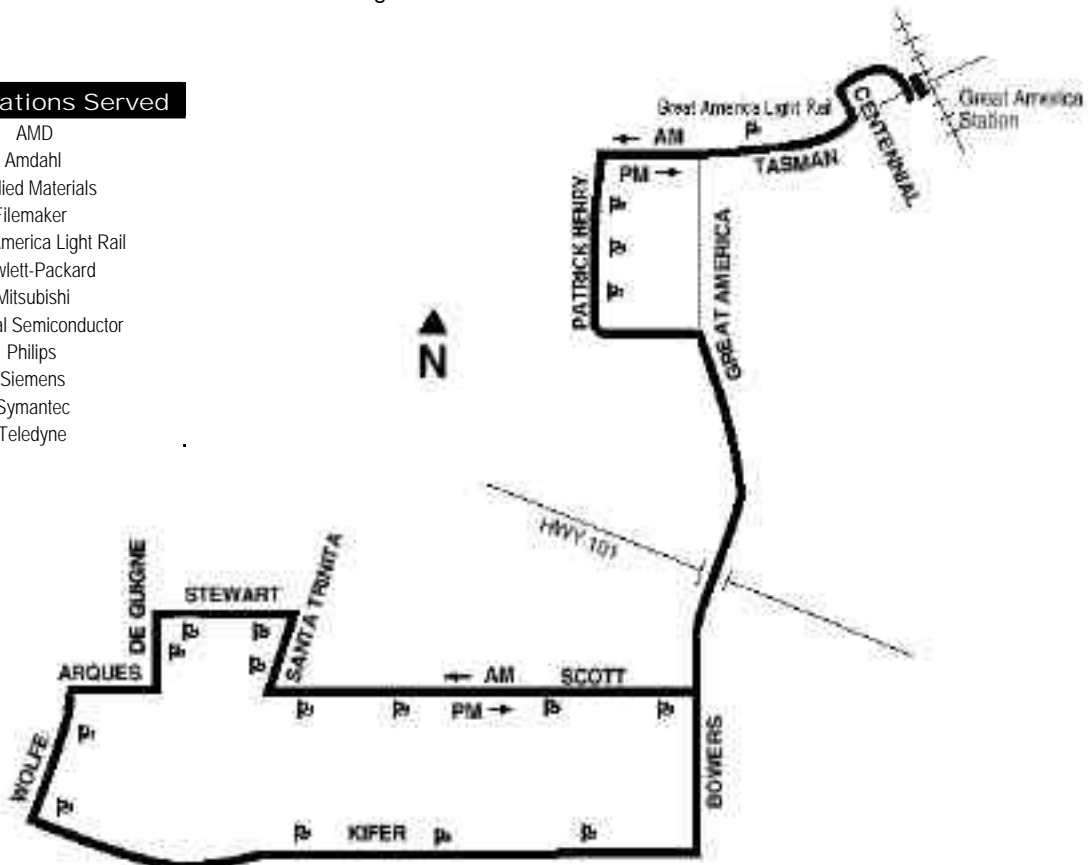 ations Served
AMD
Amdahl
lied Materials
Filemaker
America Light Rail
wlett-Packard
Mitsubishi
al Semiconductor
Philips
Siemens
Symantec
Teledyne
Great America Light Rail
Great America
Station
CENTENNIAL
← AM
TASMAN
PM →
PATRICK HENRY
GREAT AMERICA
N
HWY 101
DE GUIGNE
STEWART
SANTA TRINITA
ARQUES
← AM
SCOTT
PM →
WOLFE
BOWERS
KIFER